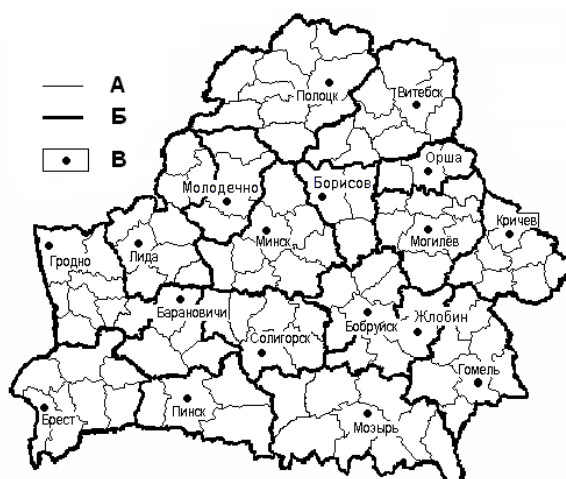 А
Б
В
Полоцк
Витебск
Орша
Борисов
Молодечно
Кричев
Минск
Могилёв
Гродно
Лида
Барановичи
Жлобин
Бобруйск
Солигорск
Гомель
Пинск
Брест
Мозырь